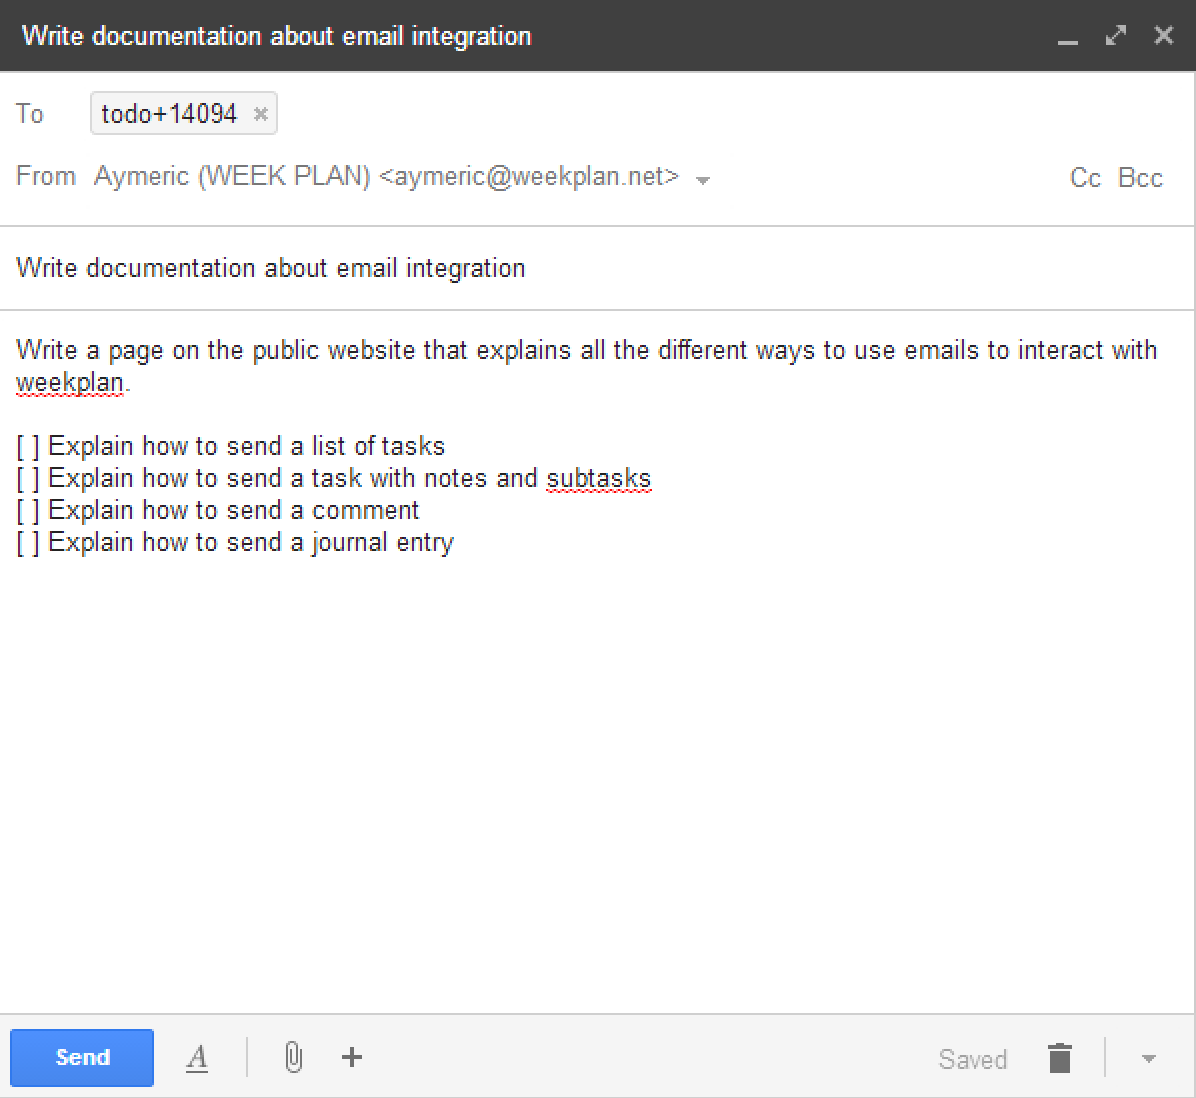 Write documentation about email integration
To todo+14094
From Aymeric (WEEK PLAN) <aymeric@weekplan.net>
Cc Bcc
Write documentation about email integration
Write a page on the public website that explains all the different ways to use emails to interact with
weekplan.
[ ] Explain how to send a list of tasks
[ ] Explain how to send a task with notes and subtasks
[ ] Explain how to send a comment
[ ] Explain how to send a journal entry
Send A Saved